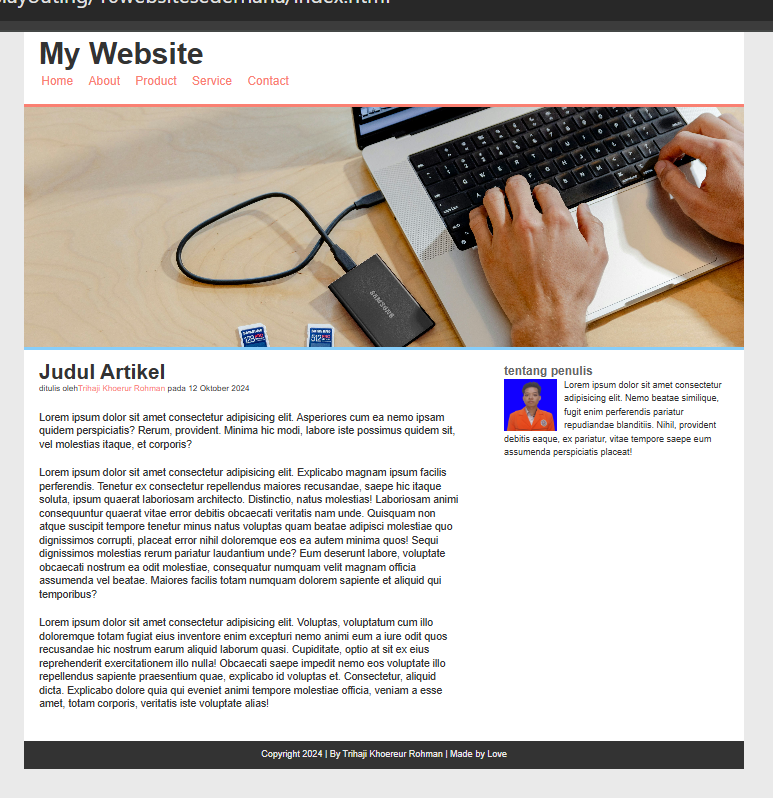 My Website
Home About Product Service Contact
SAMSUNG
128
512
Judul Artikel
ditulis olehTrihaji Khoerur Rohman pada 12 Oktober 2024
Lorem ipsum dolor sit amet consectetur adipisicing elit. Asperiores cum ea nemo ipsam
quidem perspiciatis? Rerum, provident. Minima hic modi, labore iste possimus quidem sit,
vel molestias itaque, et corporis?
Lorem ipsum dolor sit amet consectetur adipisicing elit. Explicabo magnam ipsum facilis
perferendis. Tenetur ex consectetur repellendus maiores recusandae, saepe hic itaque
soluta, ipsum quaerat laboriosam architecto. Distinctio, natus molestias! Laboriosam animi
consequuntur quaerat vitae error debitis obcaecati veritatis nam unde. Quisquam non
atque suscipit tempore tenetur minus natus voluptas quam beatae adipisci molestiae quo
dignissimos corrupti, placeat error nihil doloremque eos ea autem minima quos! Sequi
dignissimos molestias rerum pariatur laudantium unde? Eum deserunt labore, voluptate
obcaecati nostrum ea odit molestiae, consequatur numquam velit magnam officia
assumenda vel beatae. Maiores facilis totam numquam dolorem sapiente et aliquid qui
temporibus?
Lorem ipsum dolor sit amet consectetur adipisicing elit. Voluptas, voluptatum cum illo
doloremque totam fugiat eius inventore enim excepturi nemo animi eum a iure odit quos
recusandae hic nostrum earum aliquid laborum quasi. Cupiditate, optio at sit ex eius
reprehenderit exercitationem illo nulla! Obcaecati saepe impedit nemo eos voluptate illo
repellendus sapiente praesentium quae, explicabo id voluptas et. Consectetur, aliquid
dicta. Explicabo dolore quia qui eveniet animi tempore molestiae officia, veniam a esse
amet, totam corporis, veritatis iste voluptate alias!
tentang penulis
Lorem ipsum dolor sit amet consectetur
adipisicing elit. Nemo beatae similique,
fugit enim perferendis pariatur
repudiandae blanditiis. Nihil, provident
debitis eaque, ex pariatur, vitae tempore saepe eum
assumenda perspiciatis placeat!
Copyright 2024 | By Trihaji Khoereur Rohman | Made by Love